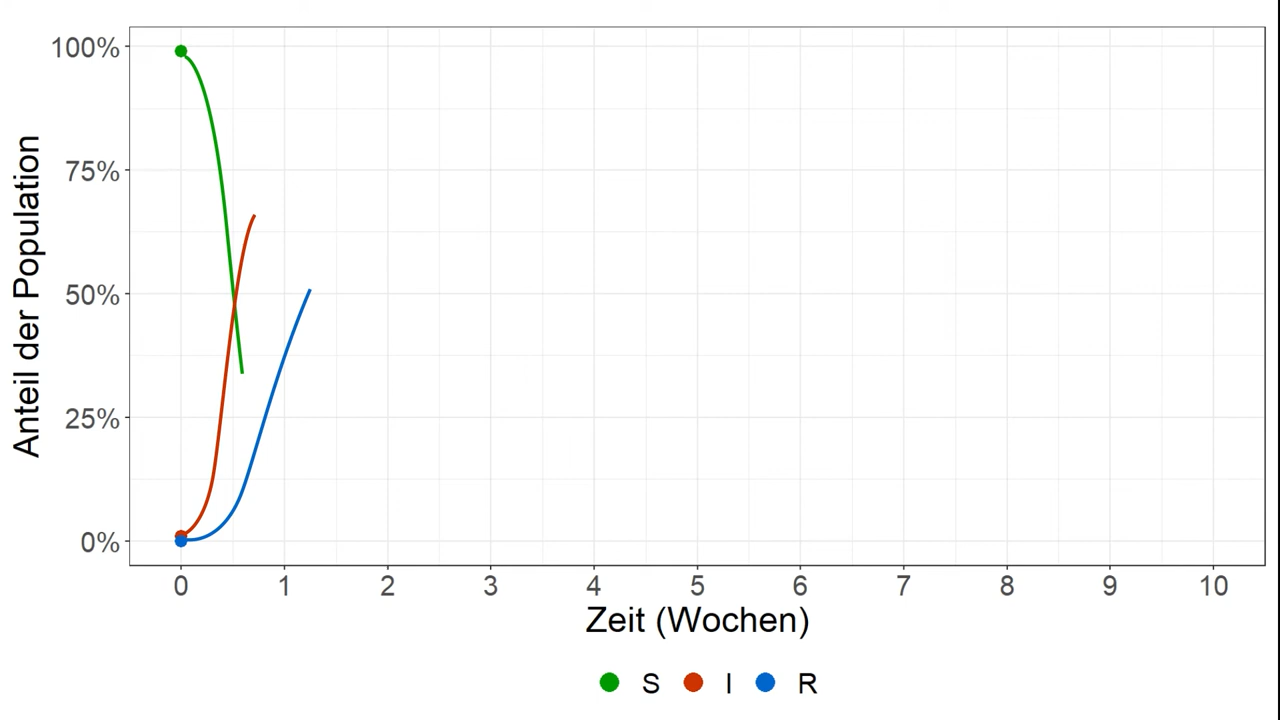 Anteil der Population
100%
75%
50%
25%
0%
0 1 2 3 4 5 6 7 8 9 10
Zeit (Wochen)
S I R